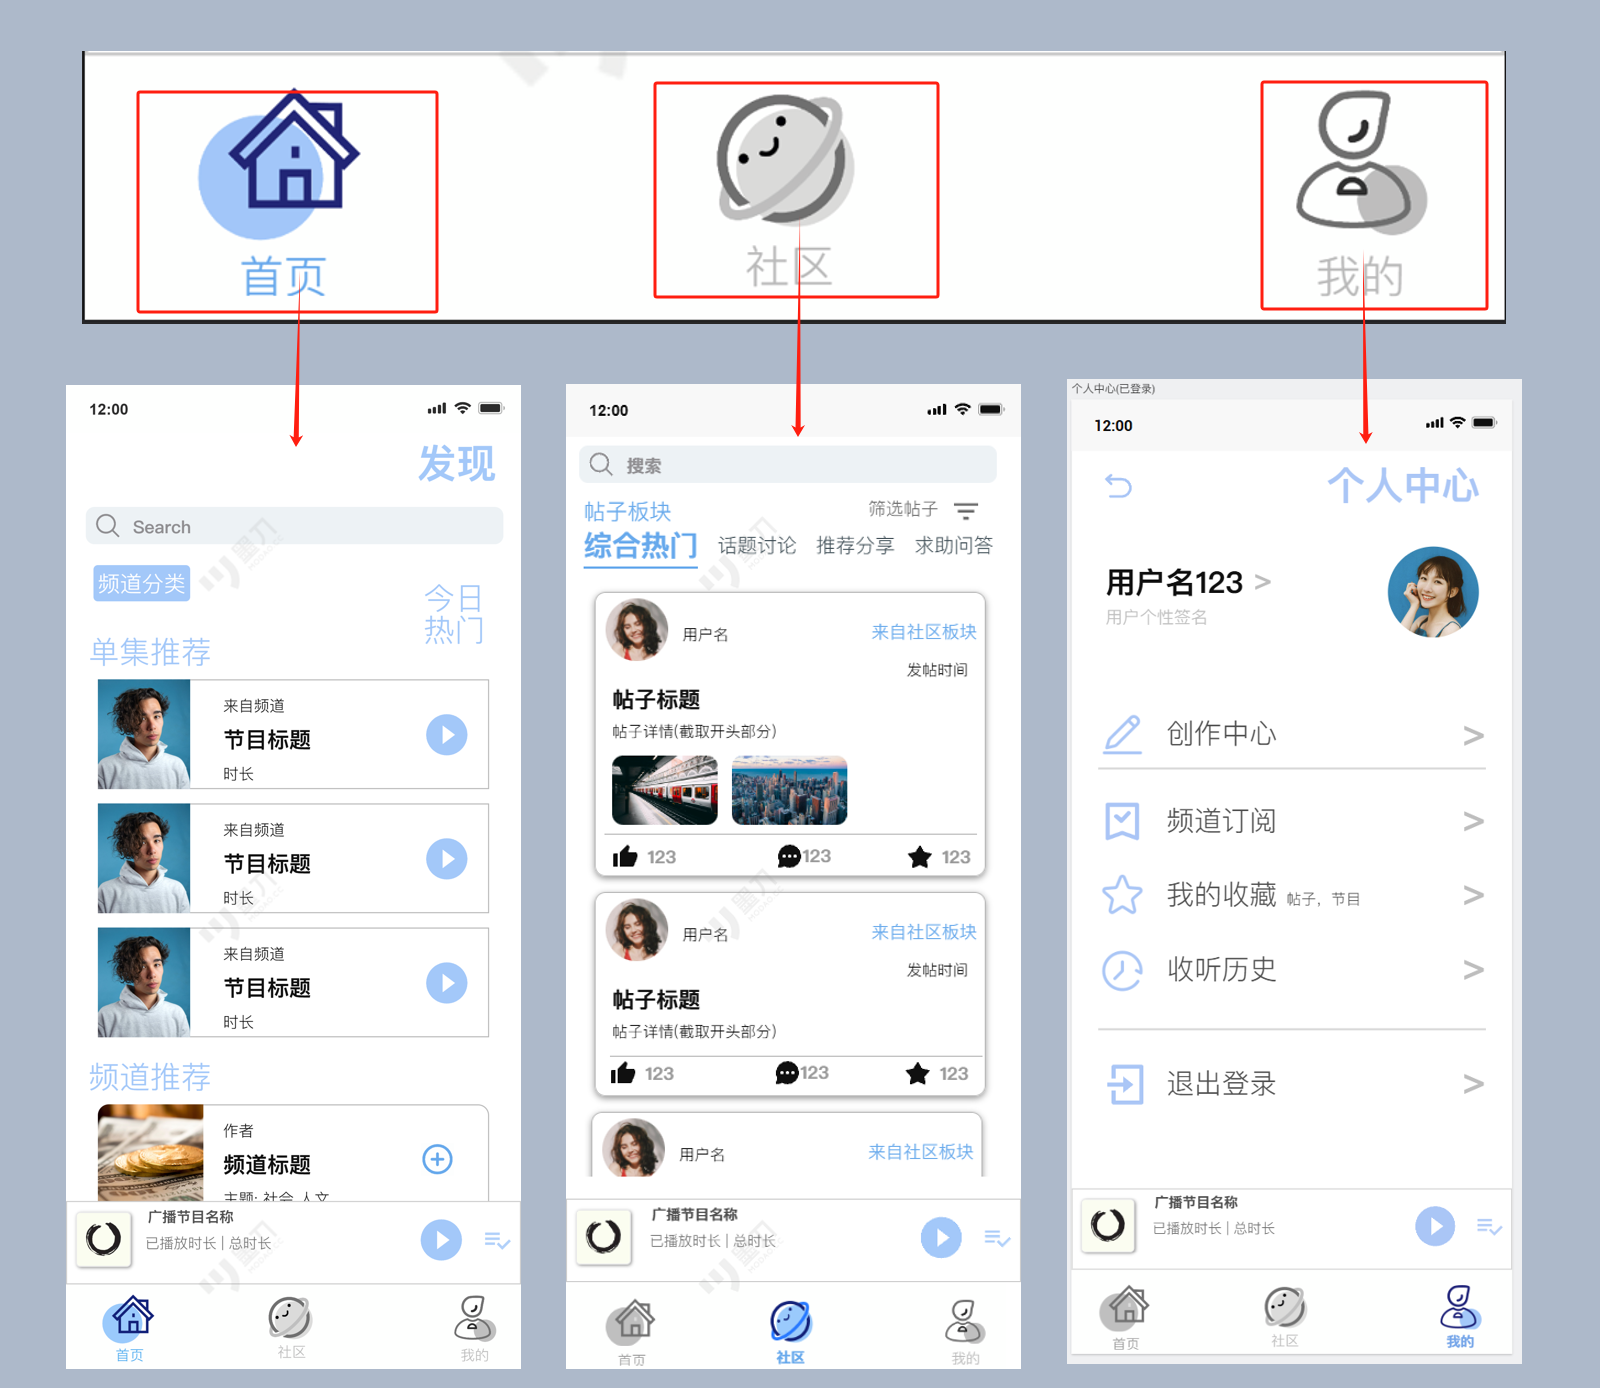 首页
社区
我的
12:00
发现
Search
频道分类
今日
热门
单集推荐
来自频道
节目标题
时长
来自频道
节目标题
时长
来自频道
节目标题
时长
频道推荐
作者
频道标题
主题: 社会 人文
广播节目名称
已播放时长 | 总时长
首页
社区
我的
12:00
搜索
帖子板块
筛选帖子
综合热门 话题讨论 推荐分享 求助问答
用户名
来自社区板块
发帖时间
帖子标题
帖子详情(截取开头部分)
123 123 123
用户名
来自社区板块
发帖时间
帖子标题
帖子详情(截取开头部分)
123 123 123
用户名
来自社区板块
广播节目名称
已播放时长 | 总时长
首页
社区
我的
个人中心(已登录)
12:00
个人中心
用户名123 >
用户个性签名
创作中心 >
频道订阅 >
我的收藏 帖子，节目 >
收听历史 >
退出登录 >
广播节目名称
已播放时长 | 总时长
首页
社区
我的
墨刀
MODAO.CC